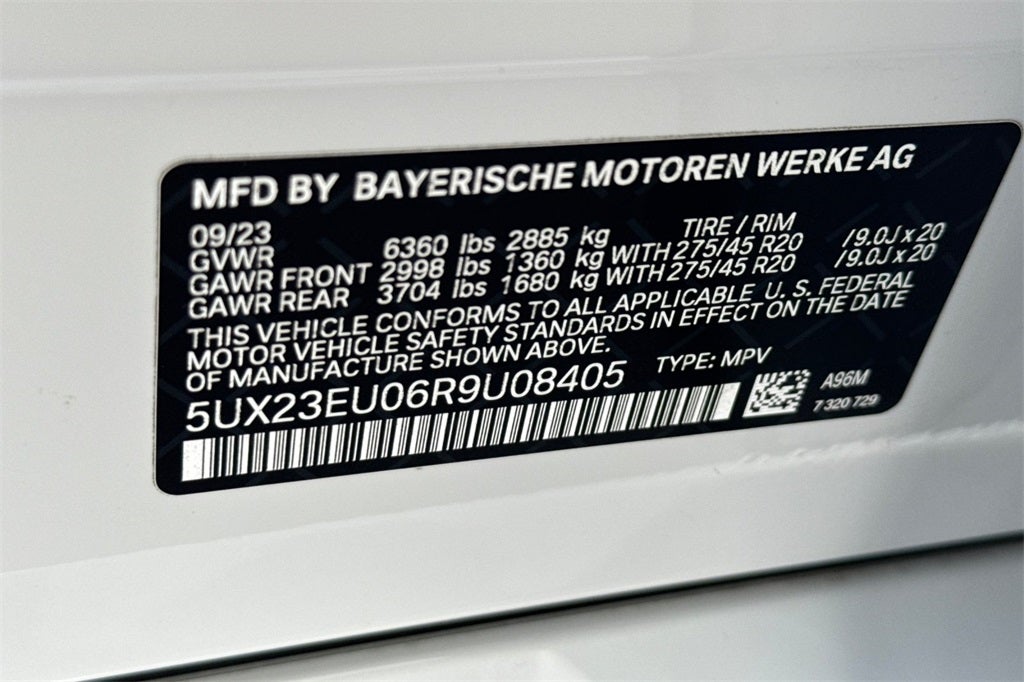 MFD BY BAYERISCHE MOTOREN WERKE AG
09/23 TIRE / RIM
GVWR 6360 lbs 2885 kg
GAWR FRONT 2998 lbs 1360 kg WITH 275/45 R20 / 9.0J x 20
GAWR REAR 3704 lbs 1680 kg WITH 275/45 R20 / 9.0J x 20
THIS VEHICLE CONFORMS TO ALL APPLICABLE U. S. FEDERAL
MOTOR VEHICLE SAFETY STANDARDS IN EFFECT ON THE DATE
OF MANUFACTURE SHOWN ABOVE.
5UX23EU06R9U08405 TYPE: MPV
A96M
7 320 729